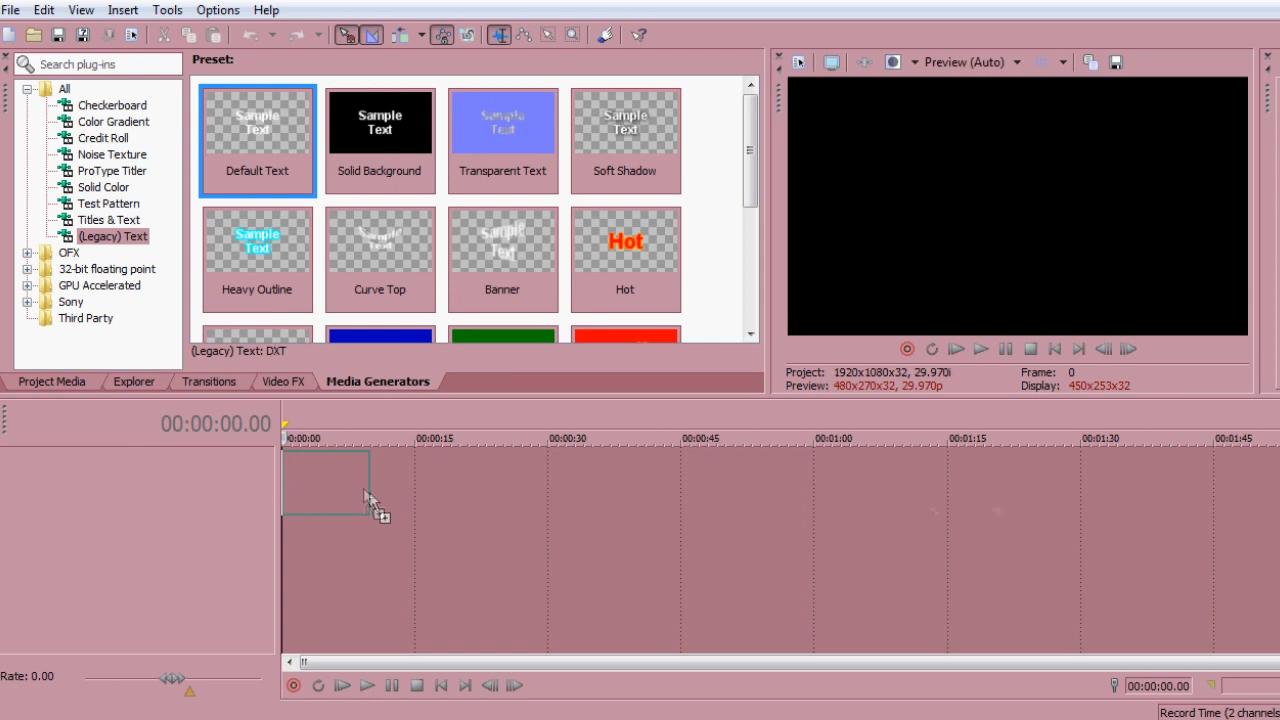 File Edit View Insert Tools Options Help
Search plug-ins
All
Checkerboard
Color Gradient
Credit Roll
Noise Texture
ProType Titler
Solid Color
Test Pattern
Titles & Text
(Legacy) Text
OFX
32-bit floating point
GPU Accelerated
Sony
Third Party
Preset:
Sample
Text
Default Text
Sample
Text
Solid Background
Sample
Text
Transparent Text
Sample
Text
Soft Shadow
Sample
Text
Heavy Outline
Sample
Text
Curve Top
Sample
Text
Banner
Hot
Hot
(Legacy) Text: DXT
Project Media Explorer Transitions Video FX Media Generators
Preview (Auto)
Project: 1920x1080x32, 29.970i Frame: 0
Preview: 480x270x32, 29.970p Display: 450x253x32
00:00:00.00
00:00:15 00:00:30 00:00:45 00:01:00 00:01:15 00:01:30 00:01:45
Rate: 0.00
00:00:00.00
Record Time (2 channels